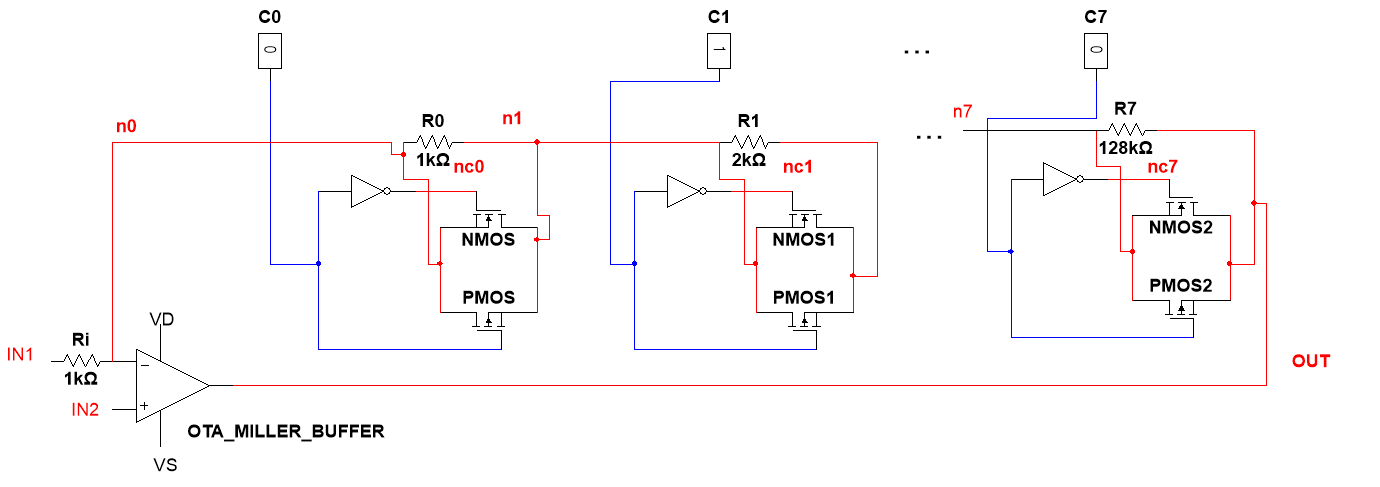 C0
C1
C7
0
1
0
...
n0
R0
n1
R1
n7
R7
...
1kΩ
nc0
2kΩ
nc1
128kΩ
nc7
NMOS
NMOS1
NMOS2
PMOS
PMOS1
PMOS2
VD
Ri
IN1
OUT
1kΩ
−
IN2
+
OTA_MILLER_BUFFER
VS